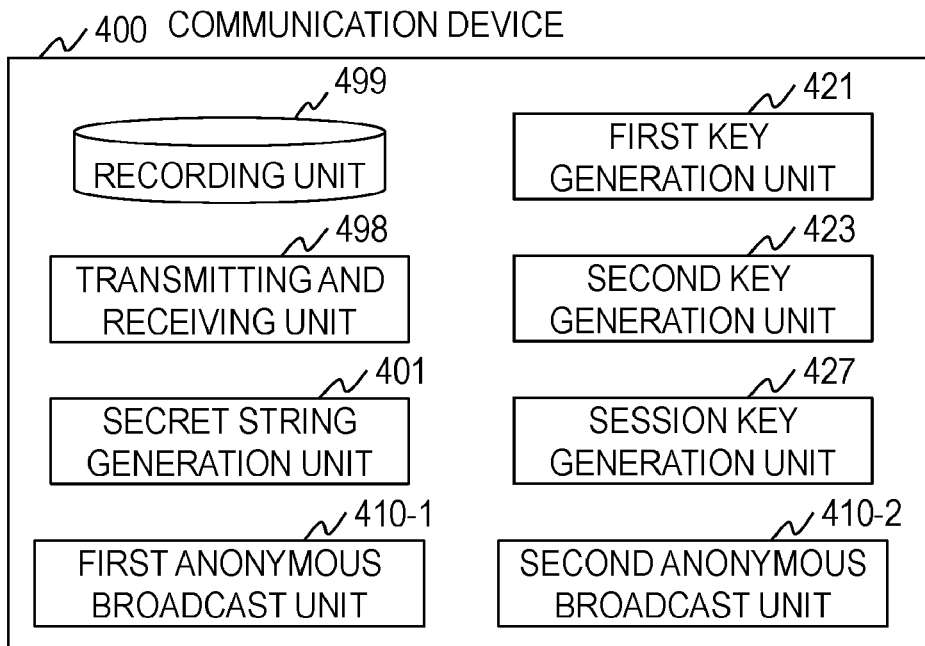 400 COMMUNICATION DEVICE
499
RECORDING UNIT
421
FIRST KEY
GENERATION UNIT
498
TRANSMITTING AND
RECEIVING UNIT
423
SECOND KEY
GENERATION UNIT
401
SECRET STRING
GENERATION UNIT
427
SESSION KEY
GENERATION UNIT
410-1
FIRST ANONYMOUS
BROADCAST UNIT
410-2
SECOND ANONYMOUS
BROADCAST UNIT